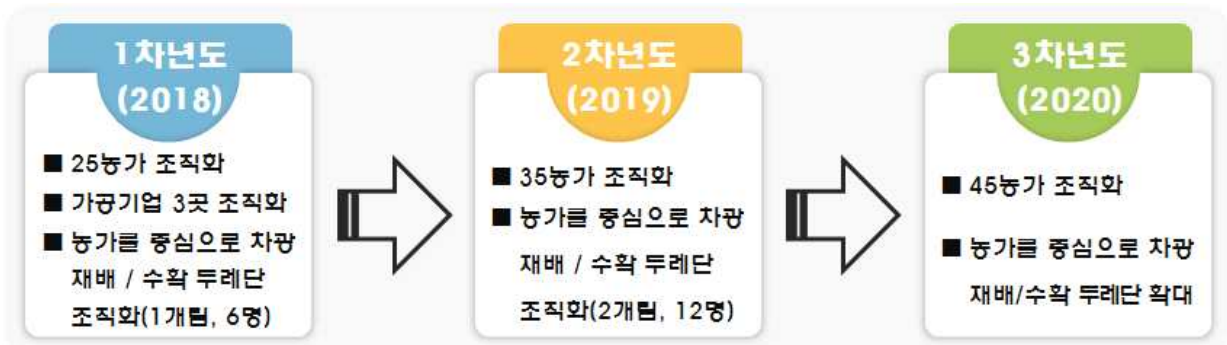 1차년도
(2018)
■ 25농가 조직화
■ 가공기업 3곳 조직화
■ 농가를 중심으로 차광
재배 / 수확 두레단
조직화(1개팀, 6명)
2차년도
(2019)
■ 35농가 조직화
■ 농가를 중심으로 차광
재배 / 수확 두레단
조직화(2개팀, 12명)
3차년도
(2020)
■ 45농가 조직화
■ 농가를 중심으로 차광
재배/수확 두레단 확대